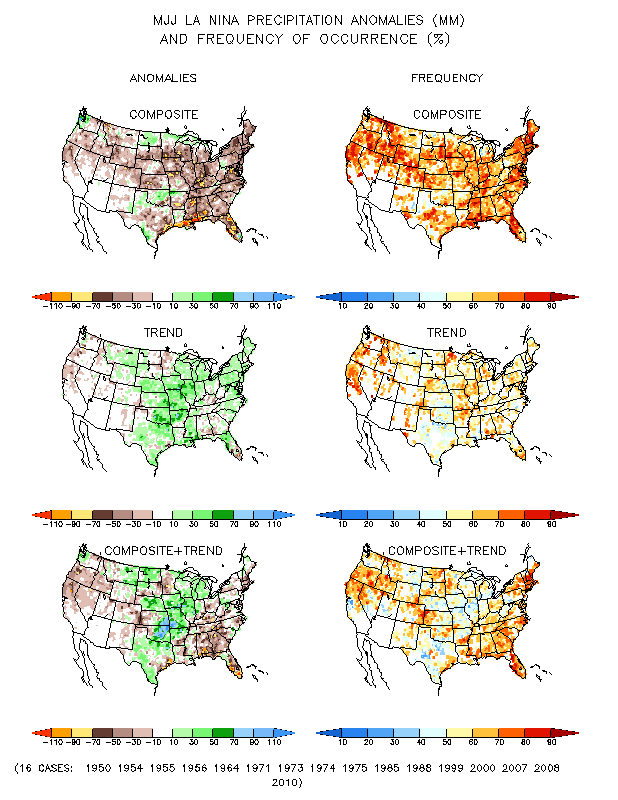 MJJ LA NINA PRECIPITATION ANOMALIES (MM)
AND FREQUENCY OF OCCURRENCE (%)
ANOMALIES FREQUENCY
COMPOSITE COMPOSITE
-110 -90 -70 -50 -30 -10 10 30 50 70 90 110 10 20 30 40 50 60 70 80 90
TREND TREND
-110 -90 -70 -50 -30 -10 10 30 50 70 90 110 10 20 30 40 50 60 70 80 90
COMPOSITE+TREND COMPOSITE+TREND
-110 -90 -70 -50 -30 -10 10 30 50 70 90 110 10 20 30 40 50 60 70 80 90
(16 CASES: 1950 1954 1955 1956 1964 1971 1973 1974 1975 1985 1988 1999 2000 2007 2008
2010)